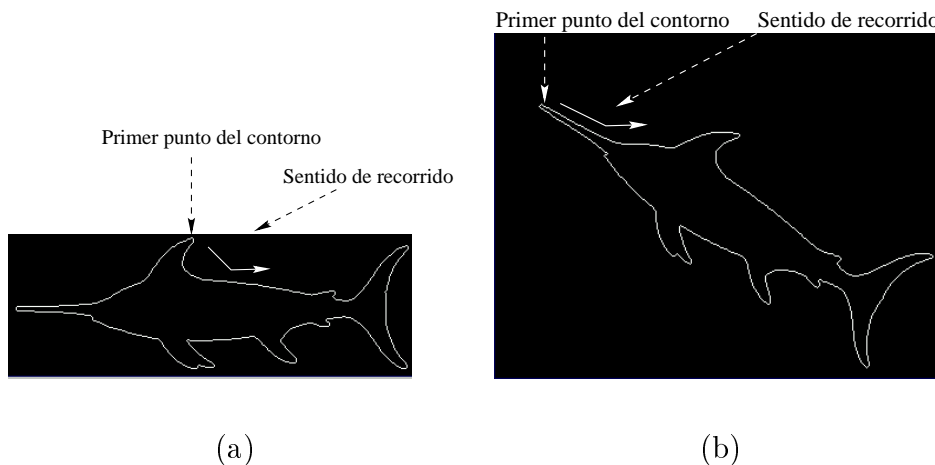 Primer punto del contorno
Sentido de recorrido
(a)
Primer punto del contorno
Sentido de recorrido
(b)